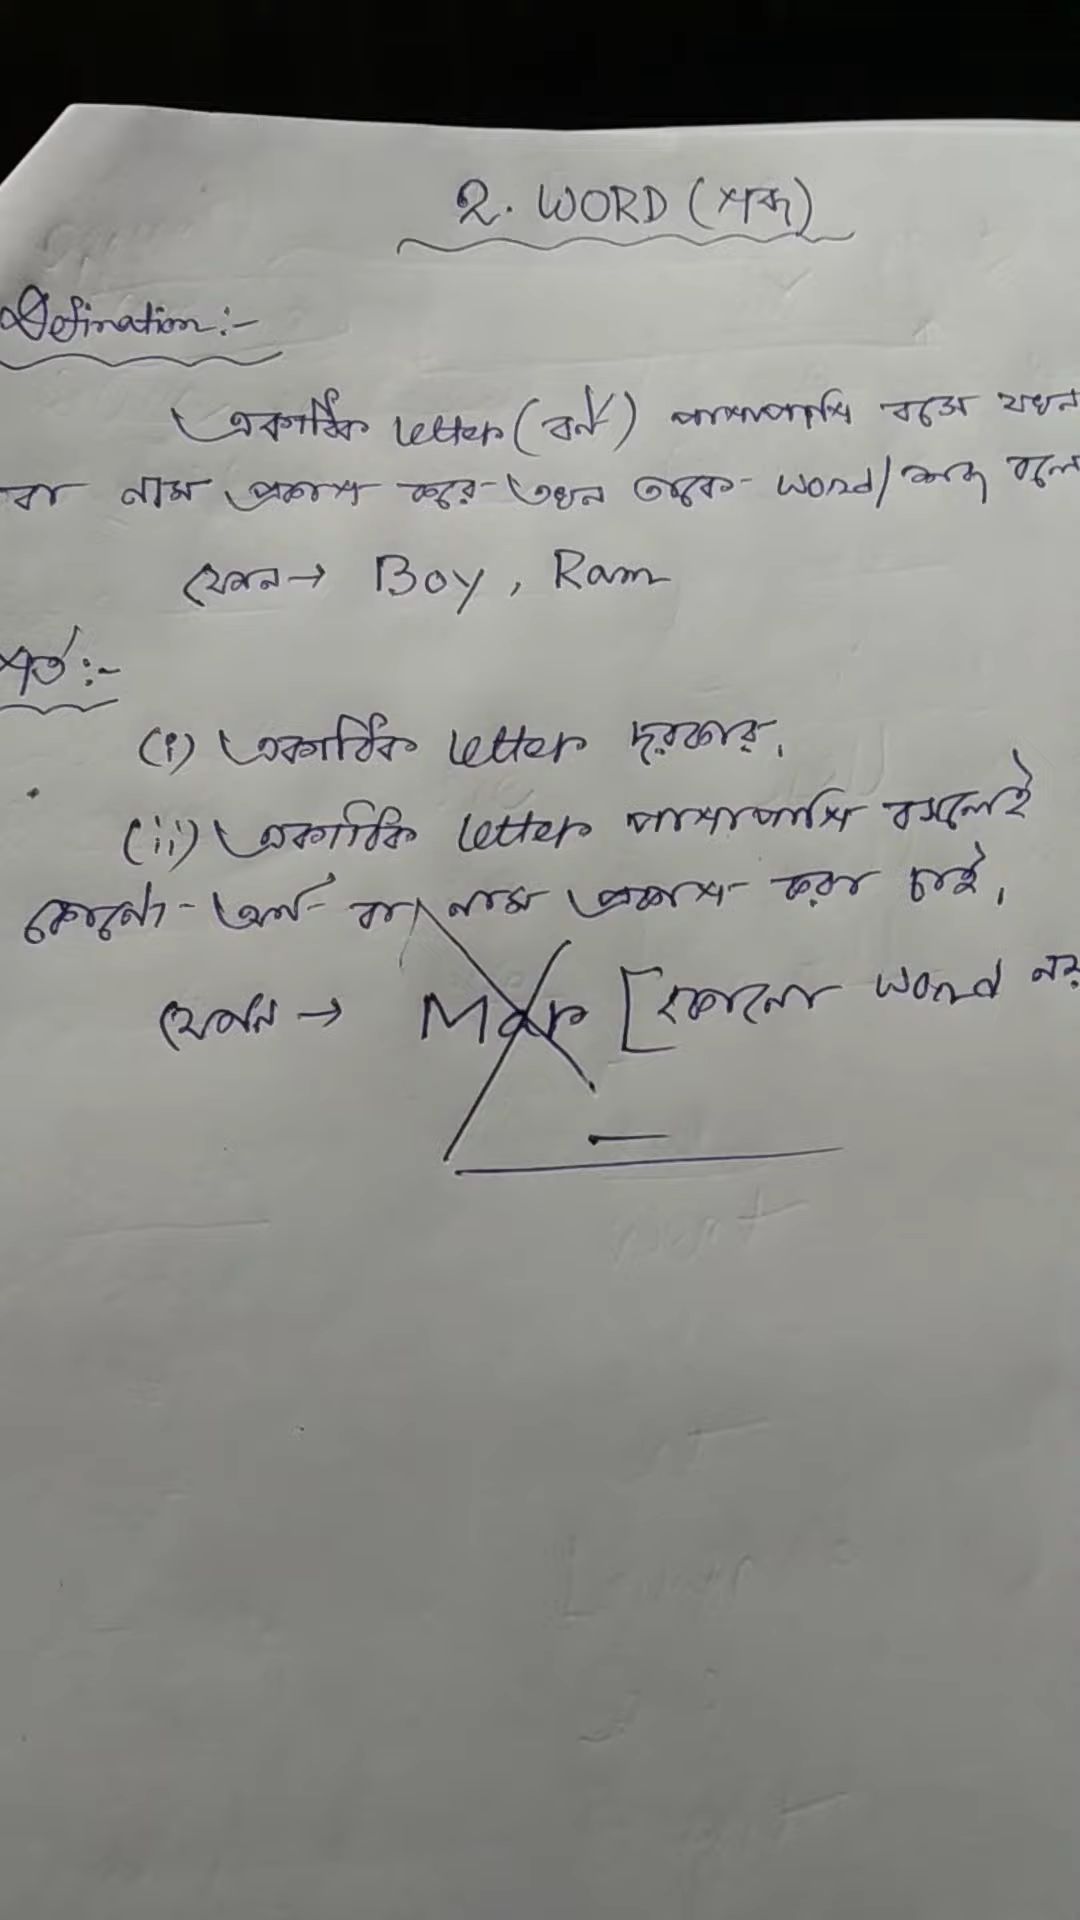 2. WORD (শব্দ)
Defination:-
একাধিক Letter (বর্ণ) পাশাপাশি বসে যখন
বা নাম প্রকাশ করে তখন তাকে word/শব্দ বলে
যেমন → Boy, Ram
শর্ত:-
(i) একাধিক Letter দরকার।
(ii) একাধিক Letter পাশাপাশি বসলেই
কোনো অর্থ বা নাম প্রকাশ করা চাই।
যেমন → [কোনো word নয়